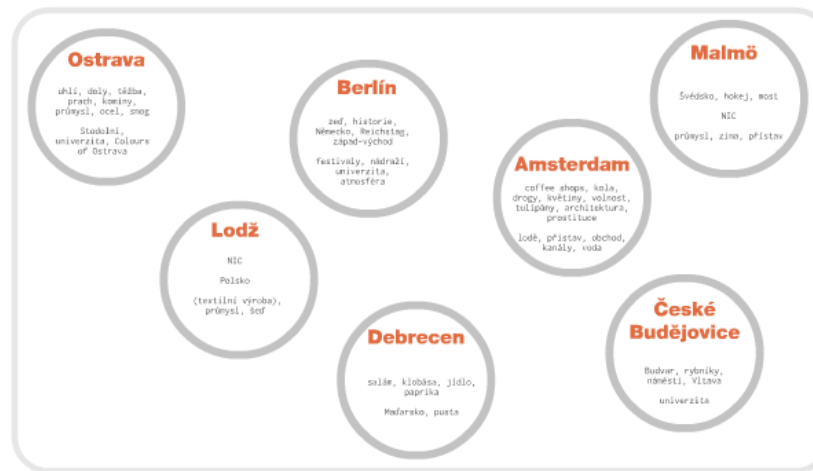 Ostrava
uhlí, doly, těžba,
prach, komíny,
průmysl, ocel, smog
Stodolní,
univerzita, Colours
of Ostrava
Berlín
zeď, historie,
Německo, Reichstag,
západ-východ
festivaly, nádraží,
univerzita,
atmosféra
Malmö
Švédsko, hokej, most
NIC
průmysl, zima, přístav
Amsterdam
coffee shops, kola,
drogy, květiny, volnost,
tulipány, architektura,
prostituce
lodě, přístav, obchod,
kanály, voda
Lodž
NIC
Polsko
(textilní výroba),
průmysl, šeď
Debrecen
salám, klobása, jídlo,
paprika
Maďarsko, pusta
České
Budějovice
Budvar, rybníky,
náměstí, Vltava
univerzita